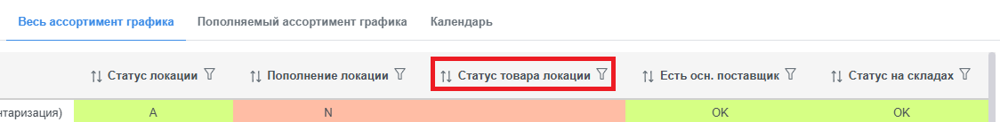 Весь ассортимент графика Пополняемый ассортимент графика Календарь
Статус локации Пополнение локации Статус товара локации Есть осн. поставщик Статус на складах
нтаризация) A N OK OK